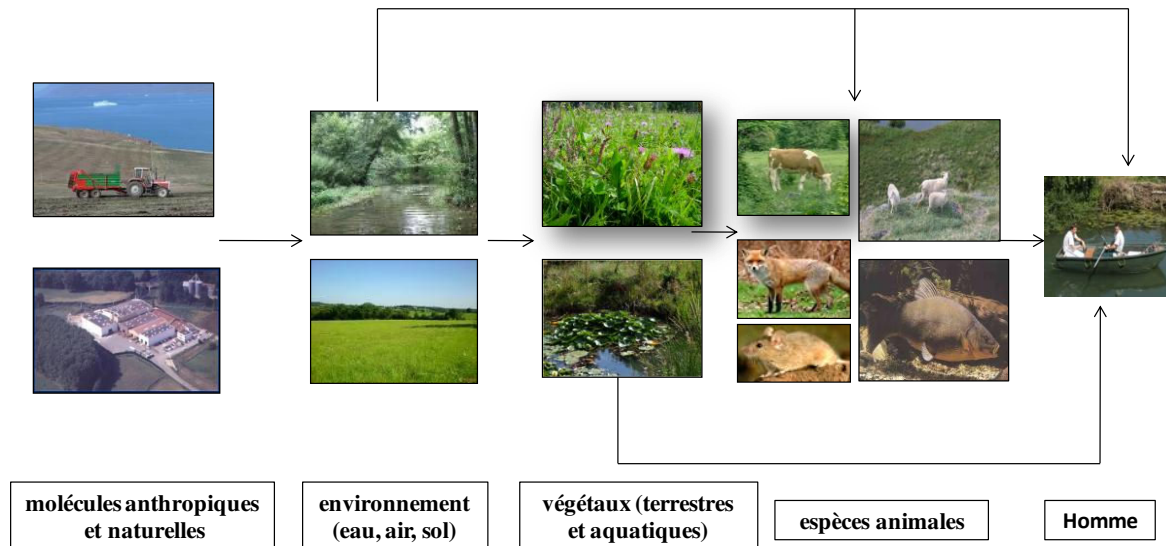 molécules anthropiques
et naturelles
environnement
(eau, air, sol)
végétaux (terrestres
et aquatiques)
espèces animales
Homme